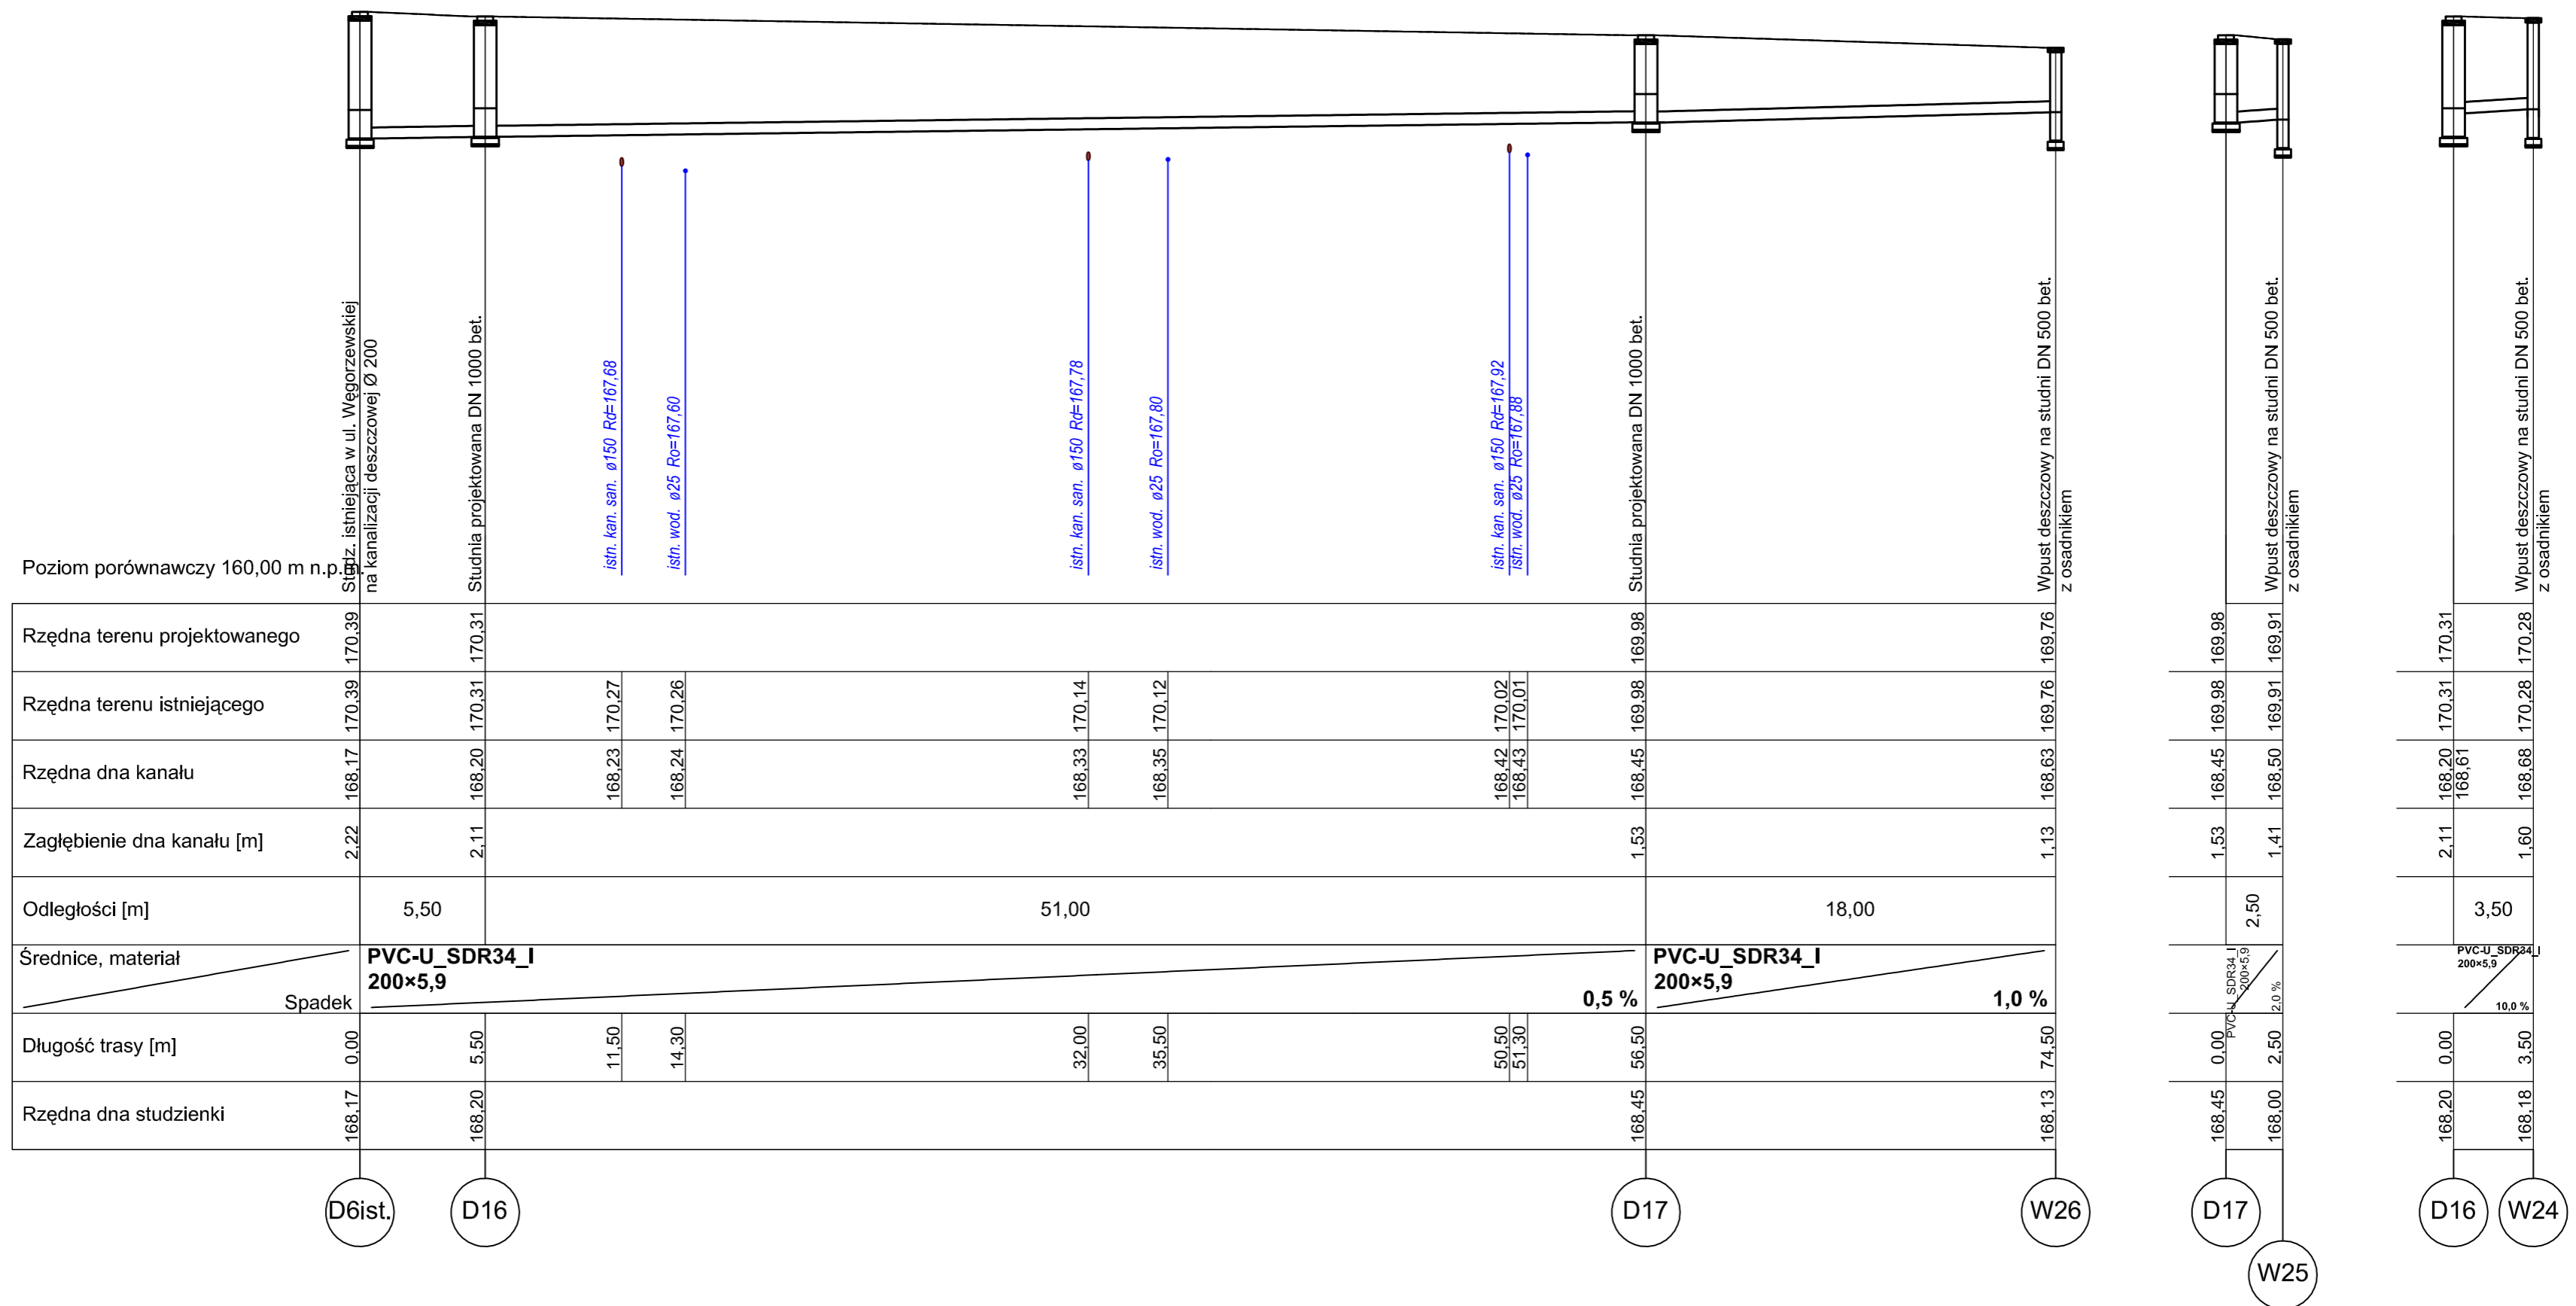 Studz. istniejąca w ul. Węgorzewskiej
na kanalizacji deszczowej Ø 200
Studnia projektowana DN 1000 bet.
istn. kan. san. ø150 Rd=167,68
istn. wod. ø25 Ro=167,60
istn. kan. san. ø150 Rd=167,78
istn. wod. ø25 Ro=167,80
istn. kan. san. ø150 Rd=167,92
istn. wod. ø25 Ro=167,88
Studnia projektowana DN 1000 bet.
Wpust deszczowy na studni DN 500 bet.
z osadnikiem
Wpust deszczowy na studni DN 500 bet.
z osadnikiem
Wpust deszczowy na studni DN 500 bet.
z osadnikiem
Poziom porównawczy 160,00 m n.p.m.
Rzędna terenu projektowanego 170,39 170,31 169,98 169,76 169,98 169,91 170,31 170,28
Rzędna terenu istniejącego 170,39 170,31 170,27 170,26 170,14 170,12 170,02 170,01 169,98 169,76 169,98 169,91 170,31 170,28
Rzędna dna kanału 168,17 168,20 168,23 168,24 168,33 168,35 168,42 168,43 168,45 168,63 168,45 168,50 168,20 168,61 168,68
Zagłębienie dna kanału [m] 2,22 2,11 1,53 1,13 1,53 1,41 2,11 1,60
Odległości [m] 5,50 51,00 18,00 2,50 3,50
Średnice, materiał PVC-U_SDR34_I PVC-U_SDR34_I PVC-U_SDR34_I PVC-U_SDR34_I
200×5,9 200×5,9 200×5,9 200×5,9
Spadek 0,5 % 1,0 % 2,0 % 10,0 %
Długość trasy [m] 0,00 5,50 11,50 14,30 32,00 35,50 50,50 51,30 56,50 74,50 0,00 2,50 0,00 3,50
Rzędna dna studzienki 168,17 168,20 168,45 168,13 168,45 168,00 168,20 168,18
D6ist. D16 D17 W26 D17 D16 W24
W25